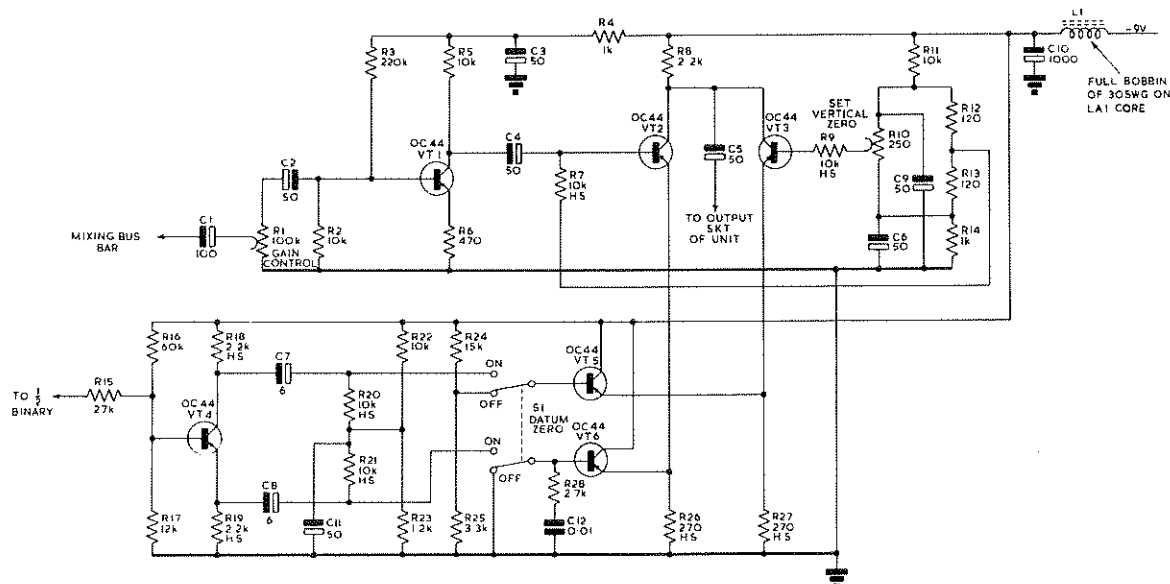 L1
-9V
C10
1000
FULL BOBBIN
OF 30SWG ON
LA1 CORE
R4
1k
R3
220k
R5
10k
C3
50
R8
2.2k
R11
10k
R12
120
OC44
VT1
C4
50
OC44
VT2
C5
50
OC44
VT3
SET
VERTICAL
ZERO
R9
10k
HS
R10
250
C9
50
R13
120
C2
50
R7
10k
HS
TO OUTPUT
SKT
OF UNIT
C1
100
MIXING BUS
BAR
R1
100k
GAIN
CONTROL
R2
10k
R6
470
C6
50
R14
1k
R16
60k
R18
2.2k
HS
C7
6
R22
10k
R24
15k
ON
OFF
OC44
VT5
TO 1/2
BINARY
R15
27k
OC44
VT4
R20
10k
HS
S1
DATUM
ZERO
ON
OFF
OC44
VT6
R21
10k
HS
C8
6
R28
2.7k
R17
12k
R19
2.2k
HS
C11
50
R23
1.2k
R25
3.3k
C12
0.01
R26
270
HS
R27
270
HS